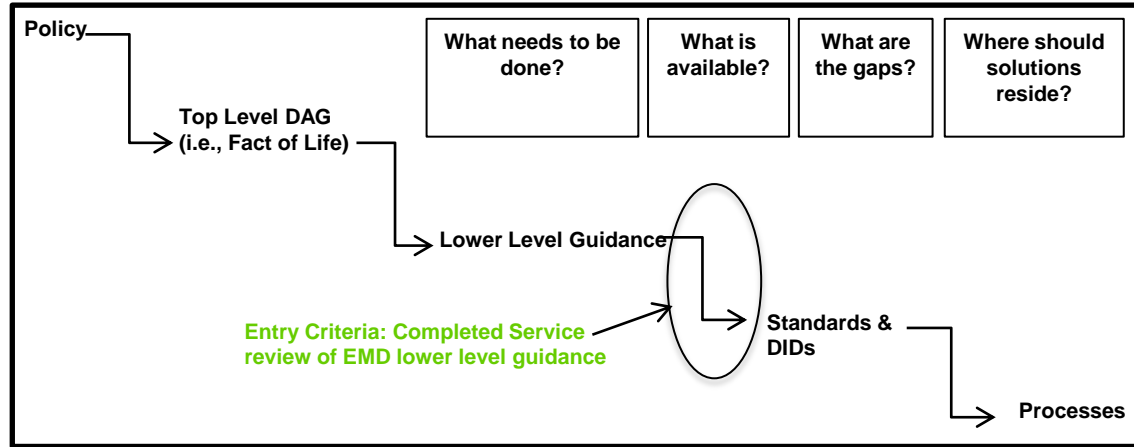 Policy
What needs to be
done?
What is
available?
What are
the gaps?
Where should
solutions
reside?
Top Level DAG
(i.e., Fact of Life)
Lower Level Guidance
Entry Criteria: Completed Service
review of EMD lower level guidance
Standards &
DIDs
Processes